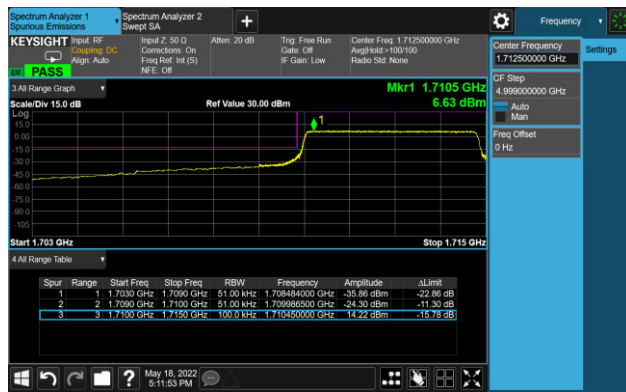 Spectrum Analyzer 1
Spurious Emissions
Spectrum Analyzer 2
Swept SA
Frequency
KEYSIGHT
Input: RF
Coupling: DC
Align: Auto
Input Z: 50 Ω
Corrections: On
Freq Ref: Int (S)
NFE: Off
Atten: 20 dB
Trig: Free Run
Gate: Off
IF Gain: Low
Center Freq: 1.712500000 GHz
Avg|Hold:>100/100
Radio Std: None
PASS
Center Frequency
1.712500000 GHz
Settings
CF Step
4.999000000 GHz
Auto
Man
Freq Offset
0 Hz
3 All Range Graph
Mkr1 1.7105 GHz
Scale/Div 15.0 dB
Ref Value 30.00 dBm
6.63 dBm
Log
15.0
0.00
-15.0
-30.0
-45.0
-60.0
-75.0
-90.0
-105
1
Start 1.703 GHz
Stop 1.715 GHz
4 All Range Table
Spur Range Start Freq Stop Freq RBW Frequency Amplitude ΔLimit
1 1 1.7030 GHz 1.7090 GHz 51.00 kHz 1.708484000 GHz -35.86 dBm -22.86 dB
2 2 1.7090 GHz 1.7100 GHz 51.00 kHz 1.709986500 GHz -24.30 dBm -11.30 dB
3 3 1.7100 GHz 1.7150 GHz 100.0 kHz 1.710450000 GHz 14.22 dBm -15.78 dB
May 18, 2022
5:11:53 PM